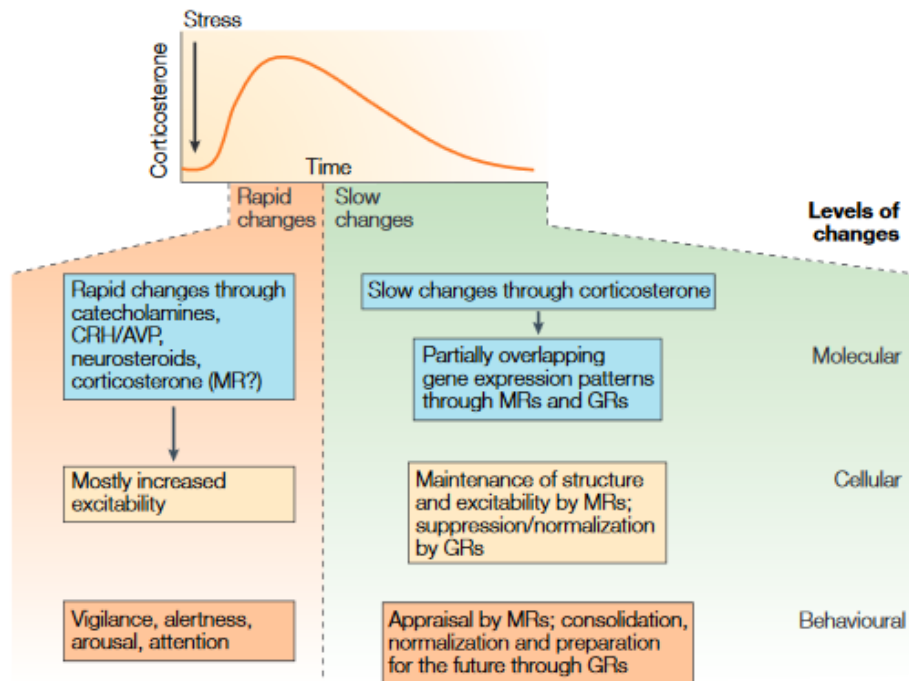 Stress
Corticosterone
Time
Rapid
changes
Slow
changes
Levels of
changes
Rapid changes through
catecholamines,
CRH/AVP,
neurosteroids,
corticosterone (MR?)
Slow changes through corticosterone
Partially overlapping
gene expression patterns
through MRs and GRs
Molecular
Mostly increased
excitability
Maintenance of structure
and excitability by MRs;
suppression/normalization
by GRs
Cellular
Vigilance, alertness,
arousal, attention
Appraisal by MRs; consolidation,
normalization and preparation
for the future through GRs
Behavioural